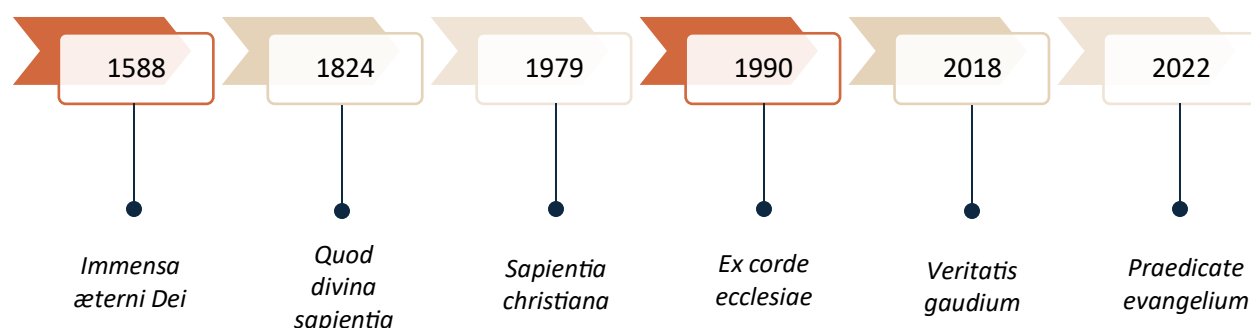 1588
1824
1979
1990
2018
2022
Immensa
æterni Dei
Quod
divina
sapientia
Sapientia
christiana
Ex corde
ecclesiae
Veritatis
gaudium
Praedicate
evangelium